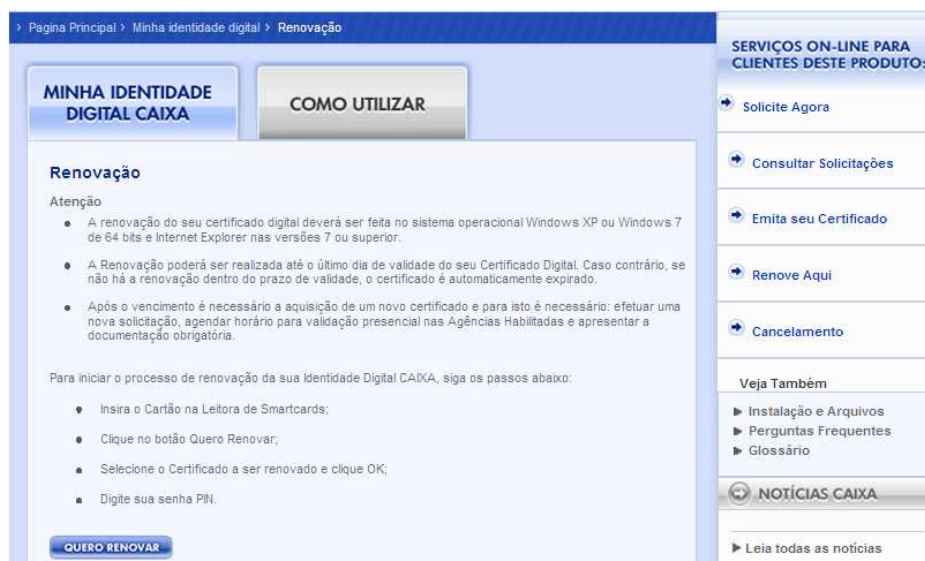 › Pagina Principal › Minha identidade digital › Renovação
MINHA IDENTIDADE
DIGITAL CAIXA
COMO UTILIZAR
Renovação
Atenção
• A renovação do seu certificado digital deverá ser feita no sistema operacional Windows XP ou Windows 7
de 64 bits e Internet Explorer nas versões 7 ou superior.
• A Renovação poderá ser realizada até o último dia de validade do seu Certificado Digital. Caso contrário, se
não há a renovação dentro do prazo de validade, o certificado é automaticamente expirado.
• Após o vencimento é necessário a aquisição de um novo certificado e para isto é necessário: efetuar uma
nova solicitação, agendar horário para validação presencial nas Agências Habilitadas e apresentar a
documentação obrigatória.
Para iniciar o processo de renovação da sua Identidade Digital CAIXA, siga os passos abaixo:
• Insira o Cartão na Leitora de Smartcards;
• Clique no botão Quero Renovar;
• Selecione o Certificado a ser renovado e clique OK;
• Digite sua senha PIN.
QUERO RENOVAR
SERVIÇOS ON-LINE PARA
CLIENTES DESTE PRODUTO:
Solicite Agora
Consultar Solicitações
Emita seu Certificado
Renove Aqui
Cancelamento
Veja Também
Instalação e Arquivos
Perguntas Frequentes
Glossário
NOTÍCIAS CAIXA
Leia todas as notícias